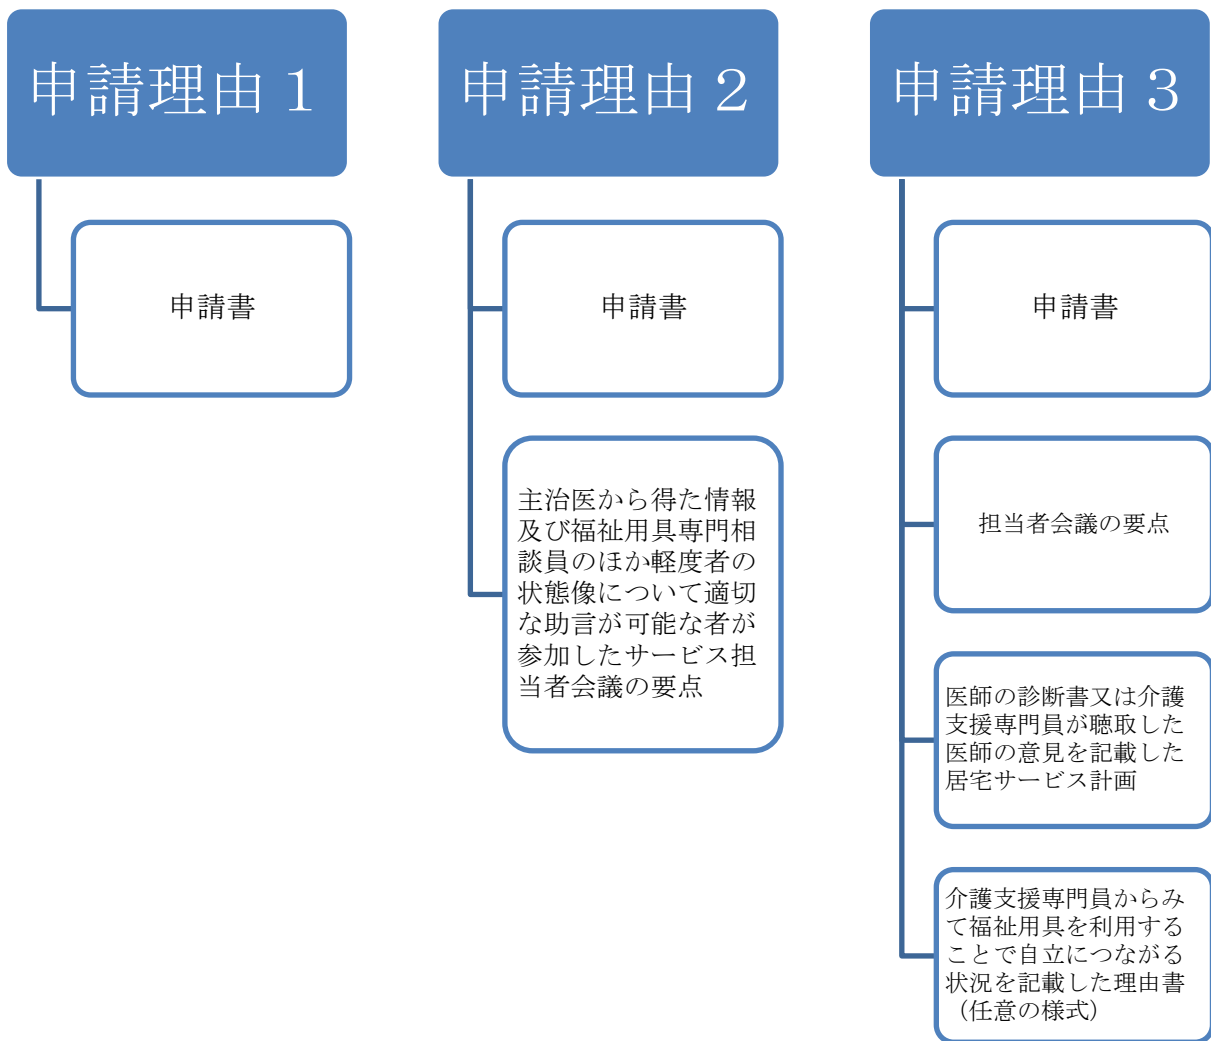 申請理由１
申請書
申請理由２
申請書
主治医から得た情報
及び福祉用具専門相
談員のほか軽度者の
状態像について適切
な助言が可能な者が
参加したサービス担
当者会議の要点
申請理由３
申請書
担当者会議の要点
医師の診断書又は介護
支援専門員が聴取した
医師の意見を記載した
居宅サービス計画
介護支援専門員からみ
て福祉用具を利用する
ことで自立につながる
状況を記載した理由書
（任意の様式）